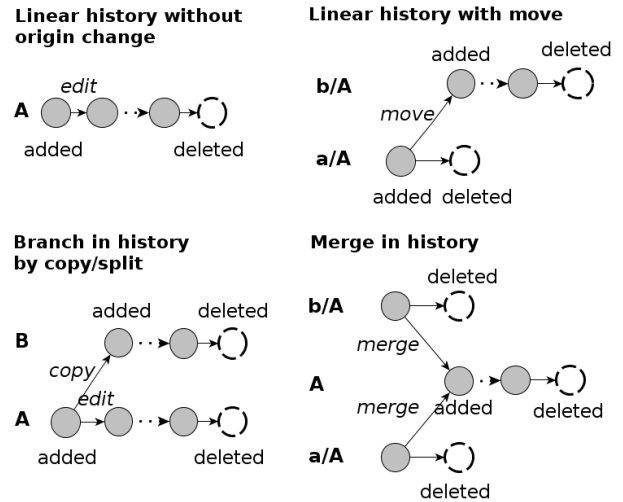 Linear history without
origin change
edit
A
added
deleted
Linear history with move
added
deleted
b/A
move
a/A
added
deleted
Branch in history
by copy/split
added
deleted
B
copy
edit
A
added
deleted
Merge in history
deleted
b/A
merge
A
merge
added
deleted
a/A
deleted